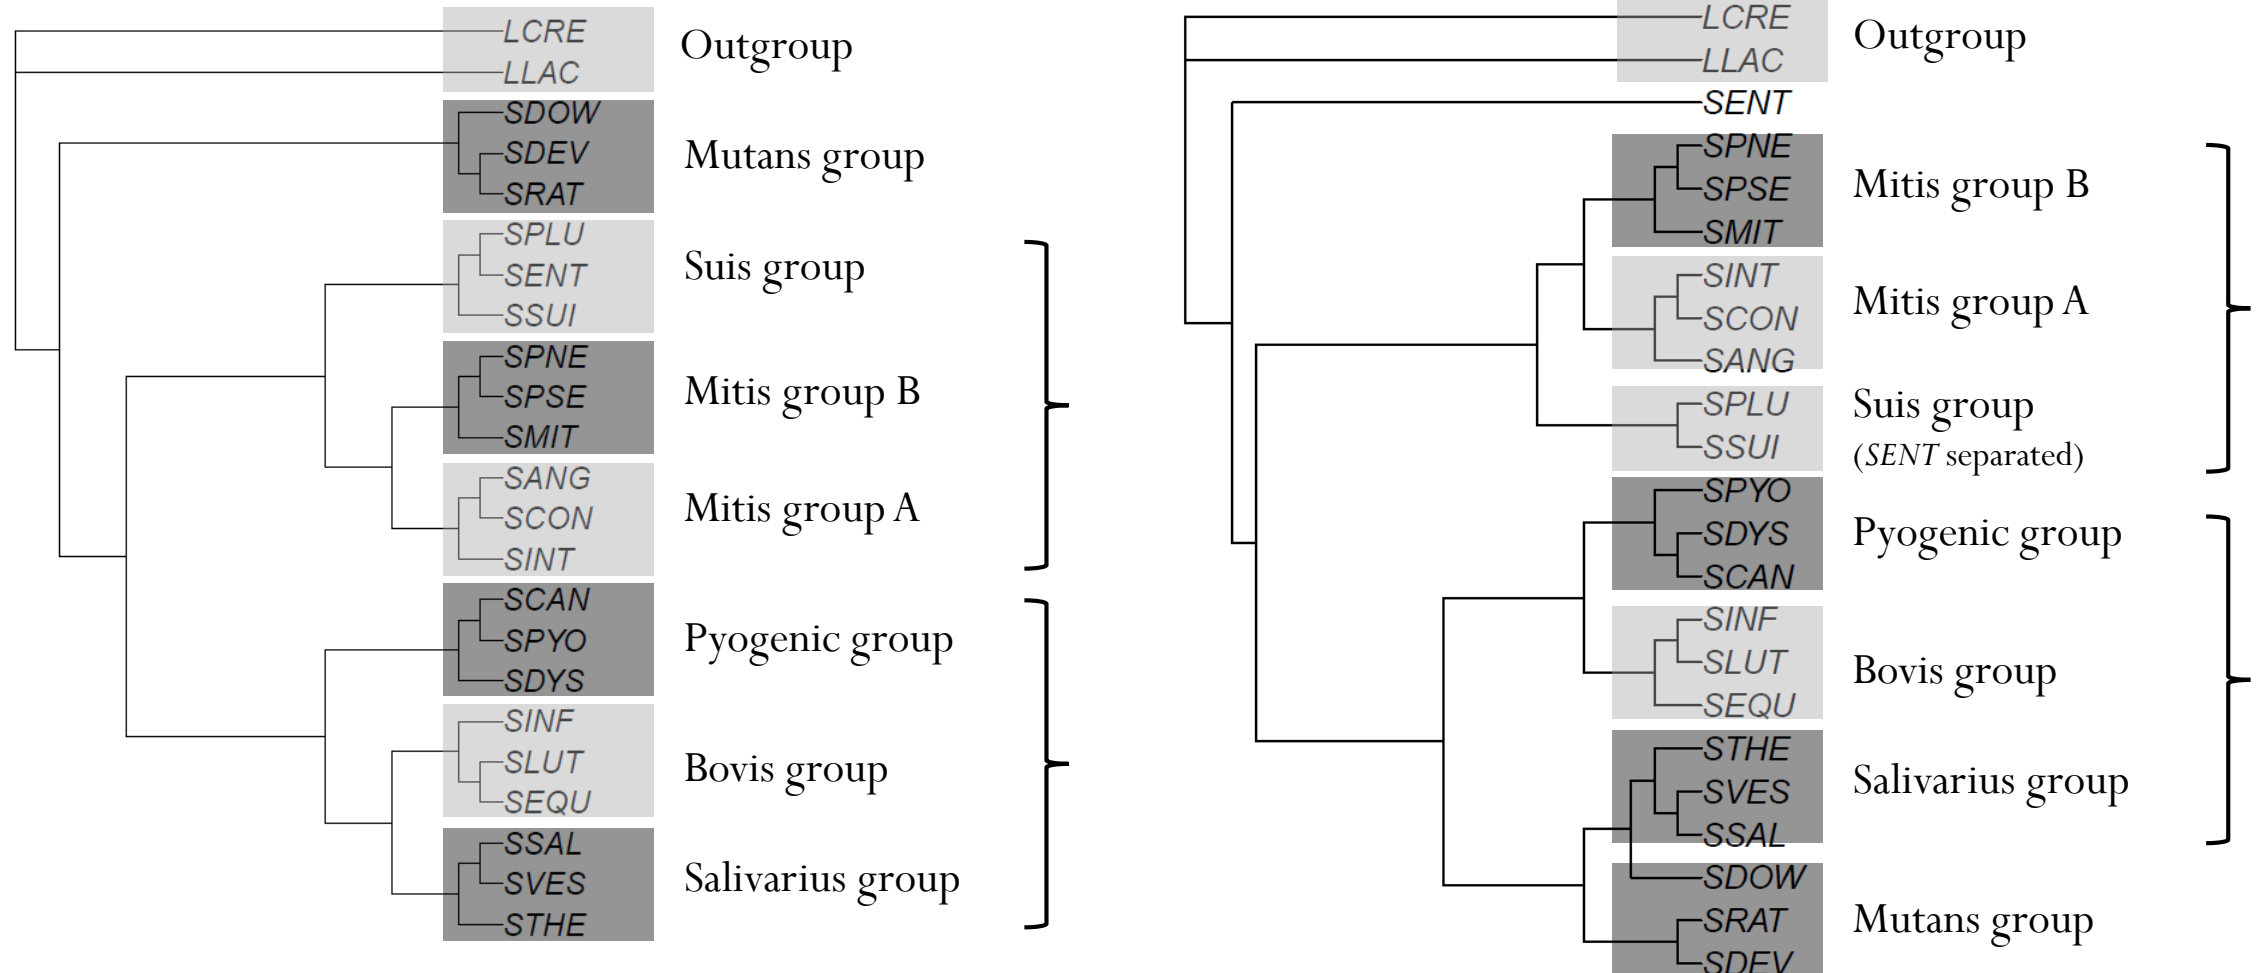 LCRE
LLAC
Outgroup
SDOW
SDEV
SRAT
Mutans group
SPLU
SENT
SSUI
Suis group
SPNE
SPSE
SMIT
Mitis group B
SANG
SCON
SINT
Mitis group A
SCAN
SPYO
SDYS
Pyogenic group
SINF
SLUT
SEQU
Bovis group
SSAL
SVES
STHE
Salivarius group
LCRE
LLAC
Outgroup
SENT
SPNE
SPSE
SMIT
Mitis group B
SINT
SCON
SANG
Mitis group A
SPLU
SSUI
Suis group
(SENT separated)
SPYO
SDYS
SCAN
Pyogenic group
SINF
SLUT
SEQU
Bovis group
STHE
SVES
SSAL
Salivarius group
SDOW
SRAT
SDEV
Mutans group